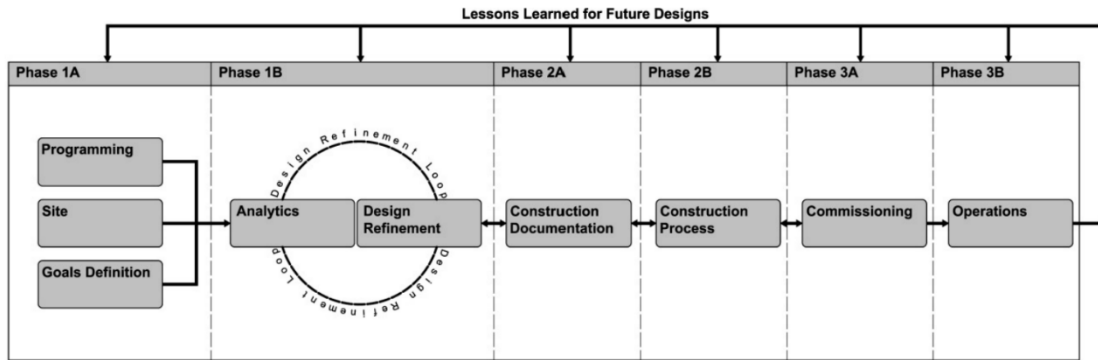 Lessons Learned for Future Designs
Phase 1A
Phase 1B
Phase 2A
Phase 2B
Phase 3A
Phase 3B
Programming
Site
Goals Definition
Design Refinement Loop
Analytics
Design
Refinement
Design Refinement Loop
Construction
Documentation
Construction
Process
Commissioning
Operations